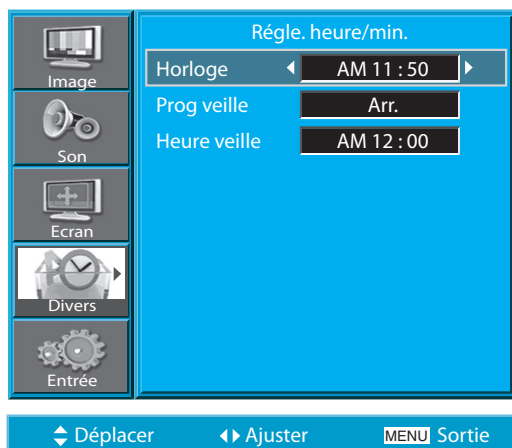 Image
Son
Ecran
Divers
Entrée
Régle. heure/min.
Horloge AM 11 : 50
Prog veille Arr.
Heure veille AM 12 : 00
Déplacer Ajuster MENU Sortie